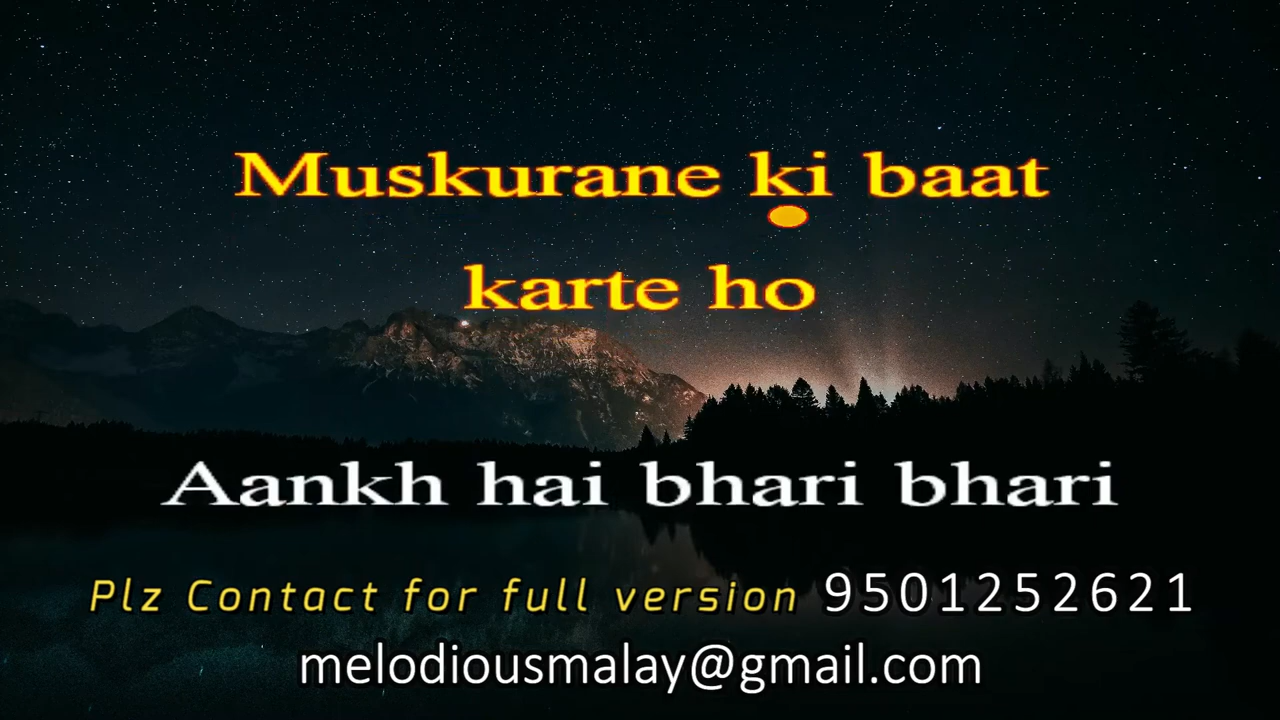 Muskurane ki baat
karte ho
Aankh hai bhari bhari
Plz Contact for full version 9501252621
melodiousmalay@gmail.com